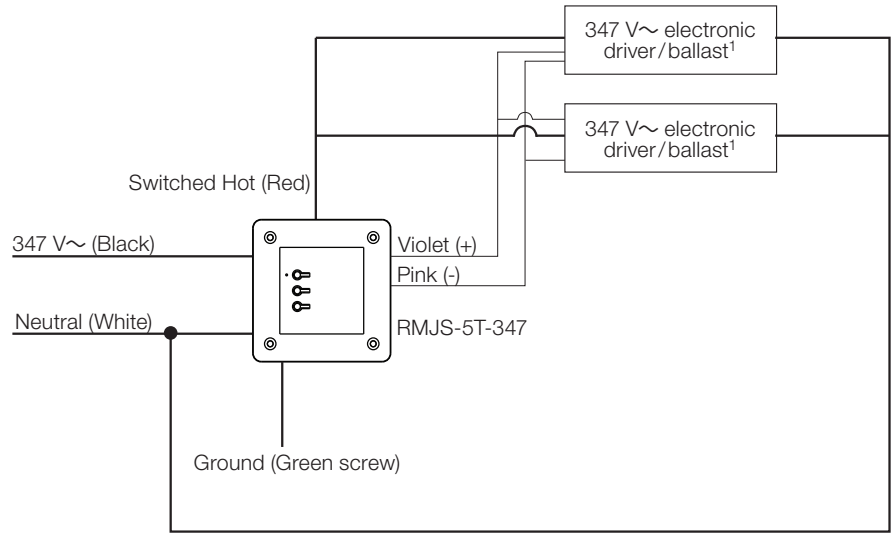 347 V～ electronic
driver/ballast¹
347 V～ electronic
driver/ballast¹
Switched Hot (Red)
347 V～ (Black)
Violet (+)
Pink (-)
Neutral (White)
RMJS-5T-347
Ground (Green screw)